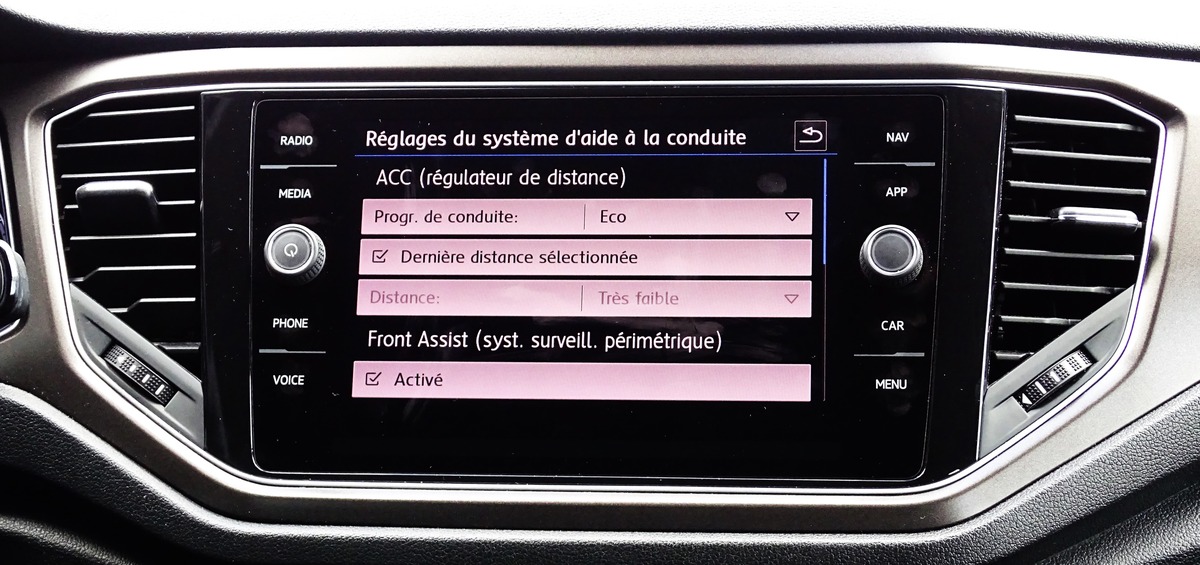 RADIO
MEDIA
PHONE
VOICE
Réglages du système d'aide à la conduite
ACC (régulateur de distance)
Progr. de conduite: Eco
Dernière distance sélectionnée
Distance: Très faible
Front Assist (syst. surveill. périmétrique)
Activé
NAV
APP
CAR
MENU